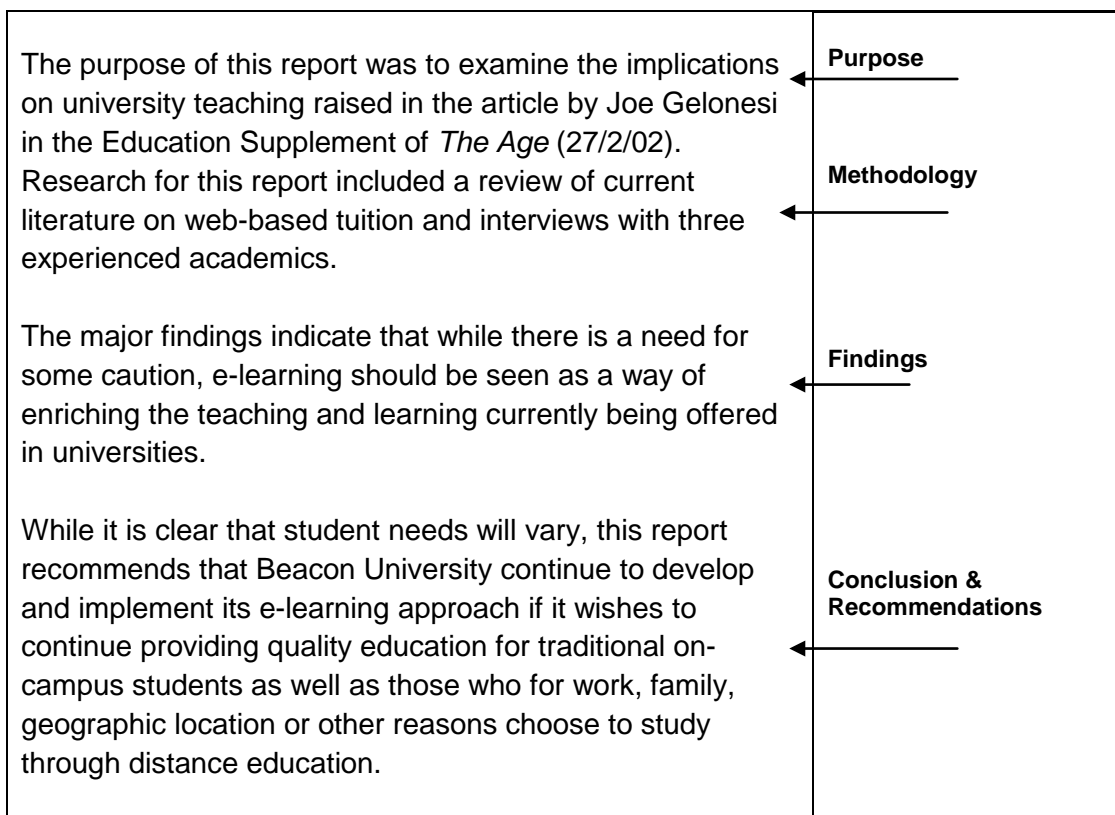 The purpose of this report was to examine the implications
on university teaching raised in the article by Joe Gelonesi
in the Education Supplement of The Age (27/2/02).
Research for this report included a review of current
literature on web-based tuition and interviews with three
experienced academics.
The major findings indicate that while there is a need for
some caution, e-learning should be seen as a way of
enriching the teaching and learning currently being offered
in universities.
While it is clear that student needs will vary, this report
recommends that Beacon University continue to develop
and implement its e-learning approach if it wishes to
continue providing quality education for traditional on-
campus students as well as those who for work, family,
geographic location or other reasons choose to study
through distance education.
Purpose
Methodology
Findings
Conclusion &
Recommendations